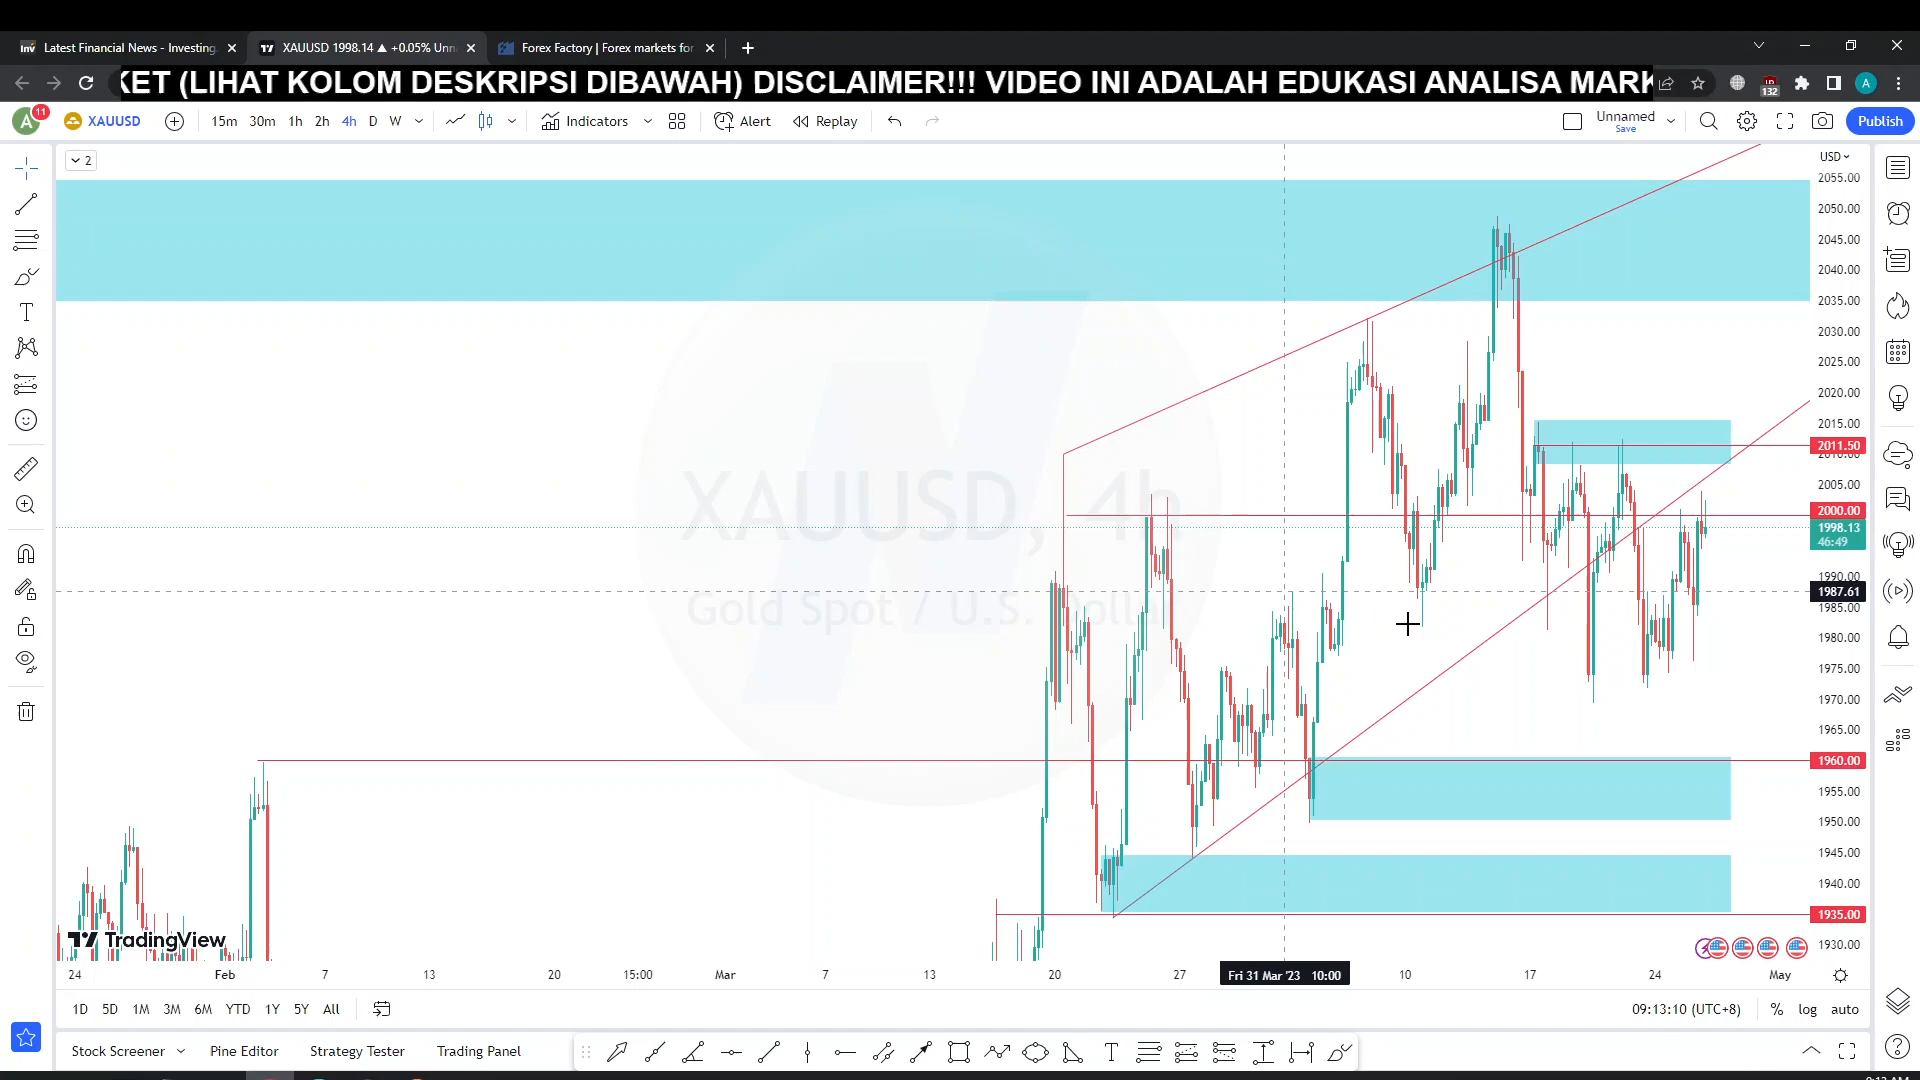 Latest Financial News - Investing
XAUUSD 1998.14 ▲ +0.05% Unn
Forex Factory | Forex markets for
KET (LIHAT KOLOM DESKRIPSI DIBAWAH) DISCLAIMER!!! VIDEO INI ADALAH EDUKASI ANALISA MARK
132
A
A
11
XAUUSD
15m 30m 1h 2h 4h D W
Indicators
Alert
Replay
Unnamed
Save
Publish
2
USD
2055.00
2050.00
2045.00
2040.00
2035.00
2030.00
2025.00
2020.00
2015.00
2011.50
2010.00
2005.00
2000.00
1998.13
46:49
1990.00
1987.61
1985.00
1980.00
1975.00
1970.00
1965.00
1960.00
1955.00
1950.00
1945.00
1940.00
1935.00
1930.00
XAUUSD, 4h
Gold Spot / U.S. Dollar
TradingView
24 Feb 7 13 20 15:00 Mar 7 13 20 27 Fri 31 Mar '23 10:00 10 17 24 May
1D 5D 1M 3M 6M YTD 1Y 5Y All
09:13:10 (UTC+8)
% log auto
Stock Screener
Pine Editor
Strategy Tester
Trading Panel